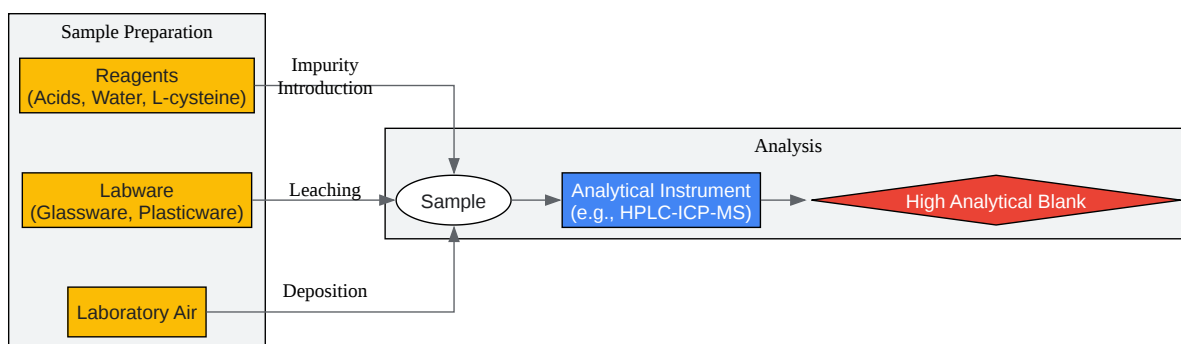 Sample Preparation
Reagents
(Acids, Water, L-cysteine)
Impurity
Introduction
Labware
(Glassware, Plasticware)
Leaching
Laboratory Air
Deposition
Analysis
Sample
Analytical Instrument
(e.g., HPLC-ICP-MS)
High Analytical Blank